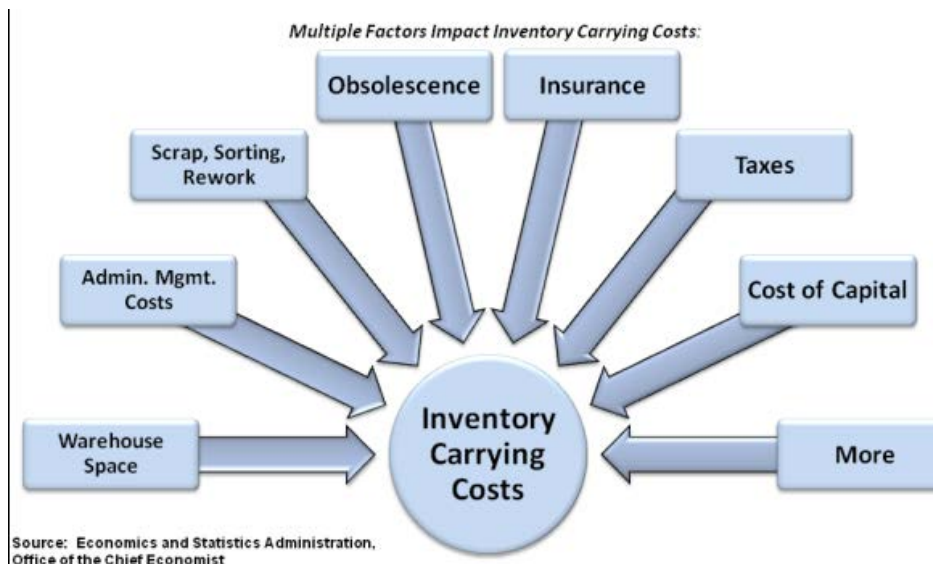 Multiple Factors Impact Inventory Carrying Costs:
Obsolescence
Insurance
Scrap, Sorting,
Rework
Taxes
Admin. Mgmt.
Costs
Cost of Capital
Inventory
Carrying
Costs
Warehouse
Space
More
Source: Economics and Statistics Administration,
Office of the Chief Economist